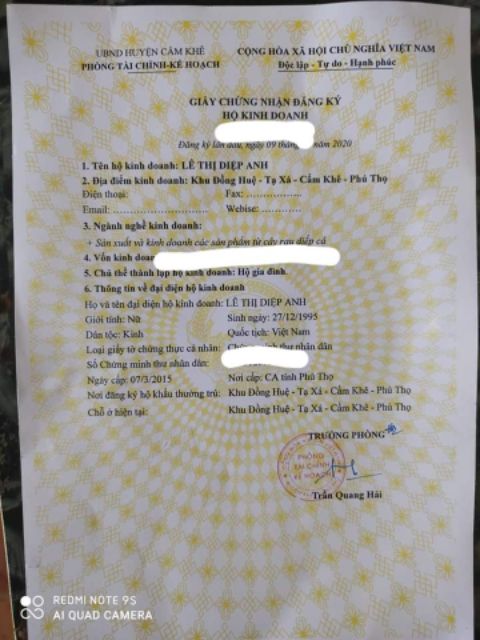 UBND HUYỆN CẨM KHÊ
PHÒNG TÀI CHÍNH-KẾ HOẠCH
CỘNG HÒA XÃ HỘI CHỦ NGHĨA VIỆT NAM
Độc lập - Tự do - Hạnh phúc
GIẤY CHỨNG NHẬN ĐĂNG KÝ
HỘ KINH DOANH
Đăng ký lần đầu, ngày 09 năm 2020
1. Tên hộ kinh doanh: LÊ THỊ DIỆP ANH
2. Địa điểm kinh doanh: Khu Đồng Huệ - Tạ Xá - Cẩm Khê - Phú Thọ
Điện thoại: Fax: ................
Email: ........................... Webise: ............
3. Ngành nghề kinh doanh:
+ Sản xuất và kinh doanh các sản phẩm từ cây rau diếp cá
4. Vốn kinh
5. Chủ thể thành lập hộ kinh doanh: Hộ gia đình.
6. Thông tin về đại diện hộ kinh doanh
Họ và tên đại diện hộ kinh doanh: LÊ THỊ DIỆP ANH
Giới tính: Nữ Sinh ngày: 27/12/1995
Dân tộc: Kinh Quốc tịch: Việt Nam
Loại giấy tờ chứng thực cá nhân: Chứng minh thư nhân dân
Số Chứng minh thư nhân dân:
Ngày cấp: 07/3/2015 Nơi cấp: CA tỉnh Phú Thọ
Nơi đăng ký hộ khẩu thường trú: Khu Đồng Huệ - Tạ Xá - Cẩm Khê - Phú Thọ
Chỗ ở hiện tại: Khu Đồng Huệ - Tạ Xá - Cẩm Khê - Phú Thọ
TRƯỞNG PHÒNG
PHÒNG
TÀI CHÍNH
KẾ HOẠCH
Trần Quang Hải
REDMI NOTE 9S
AI QUAD CAMERA